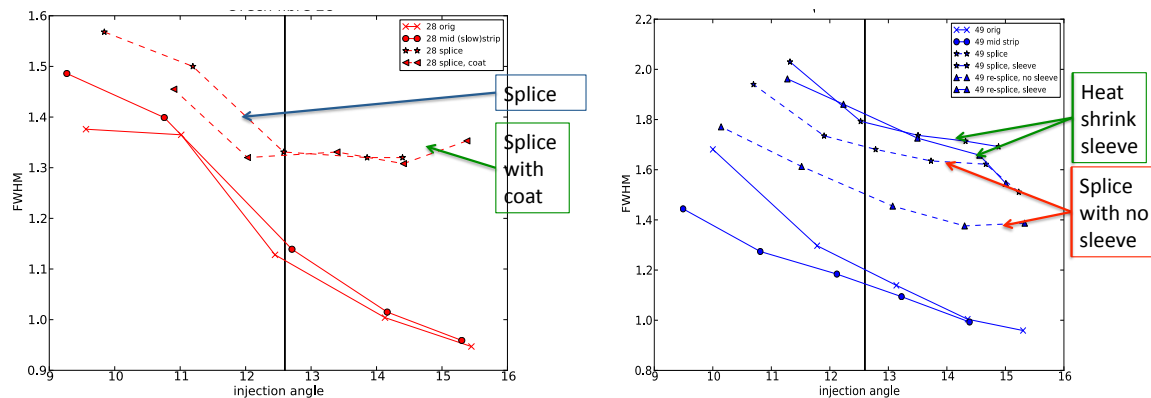 28 orig
28 mid (slow)strip
28 splice
28 splice, coat
Splice
Splice
with
coat
FWHM
1.6
1.5
1.4
1.3
1.2
1.1
1.0
0.9
9 10 11 12 13 14 15 16
injection angle
49 orig
49 mid strip
49 splice
49 splice, sleeve
49 re-splice, no sleeve
49 re-splice, sleeve
Heat
shrink
sleeve
Splice
with no
sleeve
FWHM
2.2
2.0
1.8
1.6
1.4
1.2
1.0
0.8
9 10 11 12 13 14 15 16
injection angle